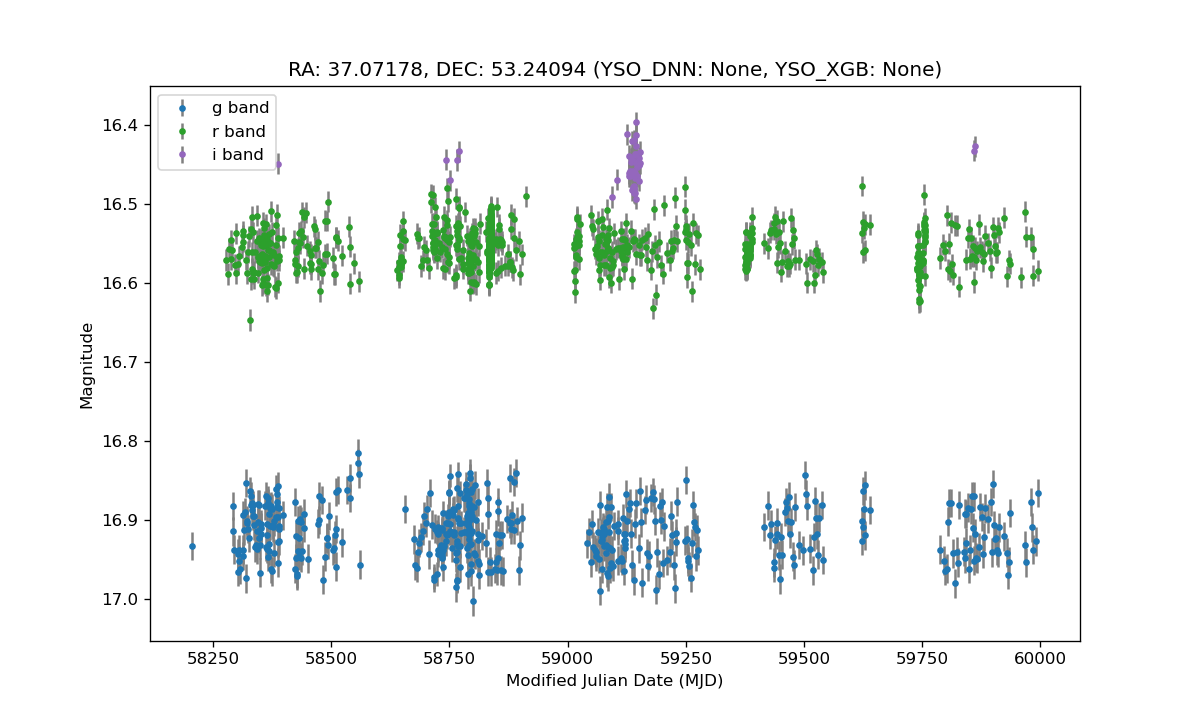 RA: 37.07178, DEC: 53.24094 (YSO_DNN: None, YSO_XGB: None)
g band
r band
i band
16.4
16.5
16.6
16.7
16.8
16.9
17.0
Magnitude
58250 58500 58750 59000 59250 59500 59750 60000
Modified Julian Date (MJD)